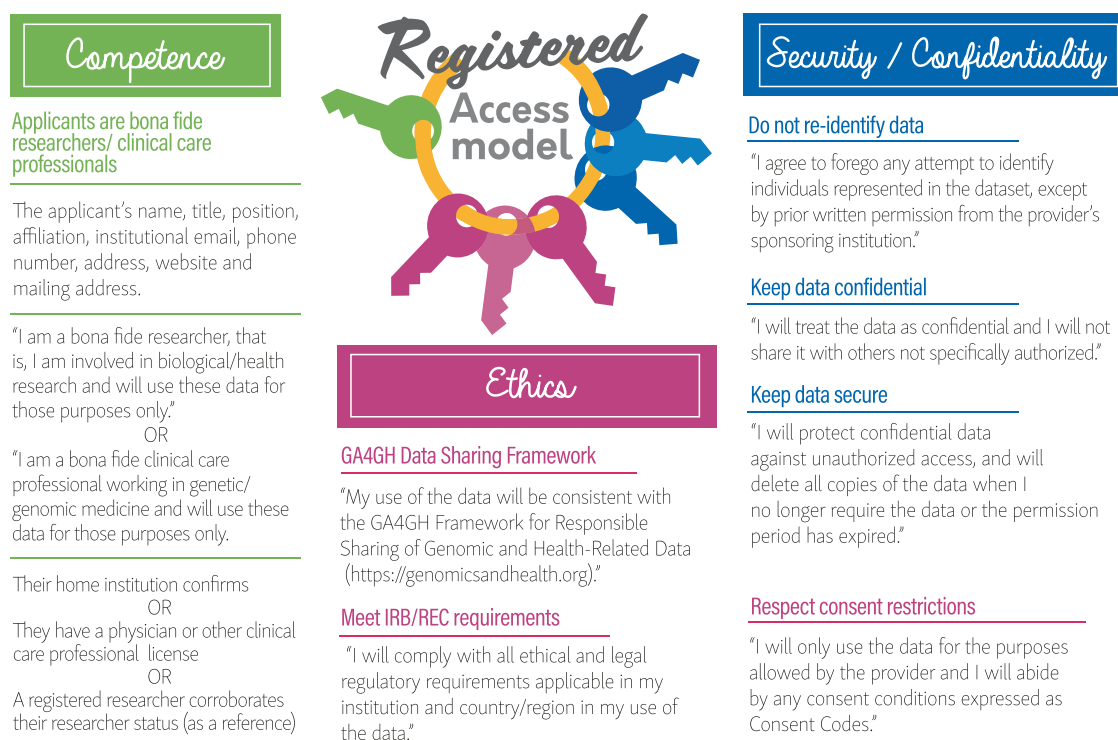 Competence
Applicants are bona fide
researchers/ clinical care
professionals
The applicant’s name, title, position,
affiliation, institutional email, phone
number, address, website and
mailing address.
“I am a bona fide researcher, that
is, I am involved in biological/health
research and will use these data for
those purposes only.”
OR
“I am a bona fide clinical care
professional working in genetic/
genomic medicine and will use these
data for those purposes only.
Their home institution confirms
OR
They have a physician or other clinical
care professional license
OR
A registered researcher corroborates
their researcher status (as a reference)
Registered
Access
model
Ethics
GA4GH Data Sharing Framework
“My use of the data will be consistent with
the GA4GH Framework for Responsible
Sharing of Genomic and Health-Related Data
(https://genomicsandhealth.org).”
Meet IRB/REC requirements
“I will comply with all ethical and legal
regulatory requirements applicable in my
institution and country/region in my use of
the data.”
Security / Confidentiality
Do not re-identify data
“I agree to forego any attempt to identify
individuals represented in the dataset, except
by prior written permission from the provider’s
sponsoring institution.”
Keep data confidential
“I will treat the data as confidential and I will not
share it with others not specifically authorized.”
Keep data secure
“I will protect confidential data
against unauthorized access, and will
delete all copies of the data when I
no longer require the data or the permission
period has expired.”
Respect consent restrictions
“I will only use the data for the purposes
allowed by the provider and I will abide
by any consent conditions expressed as
Consent Codes.”